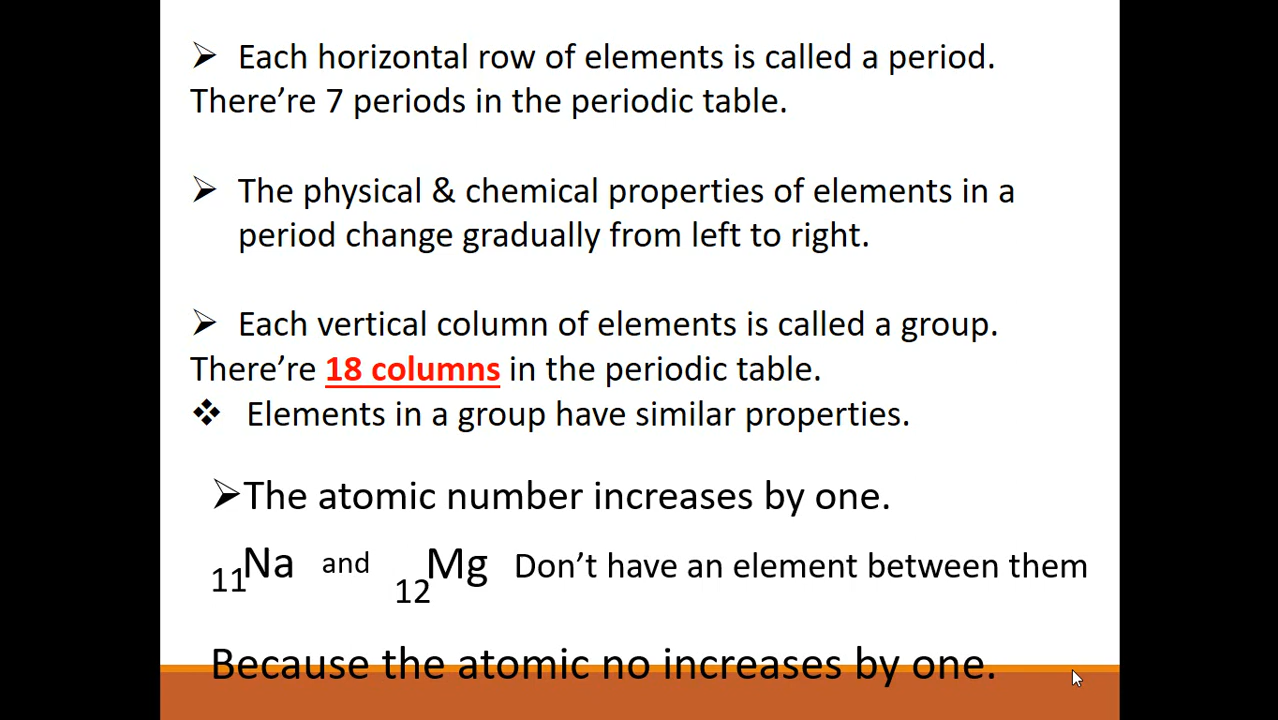 ➢ Each horizontal row of elements is called a period.
There’re 7 periods in the periodic table.
➢ The physical & chemical properties of elements in a
period change gradually from left to right.
➢ Each vertical column of elements is called a group.
There’re 18 columns in the periodic table.
❖ Elements in a group have similar properties.
➢The atomic number increases by one.
11Na and 12Mg Don’t have an element between them
Because the atomic no increases by one.